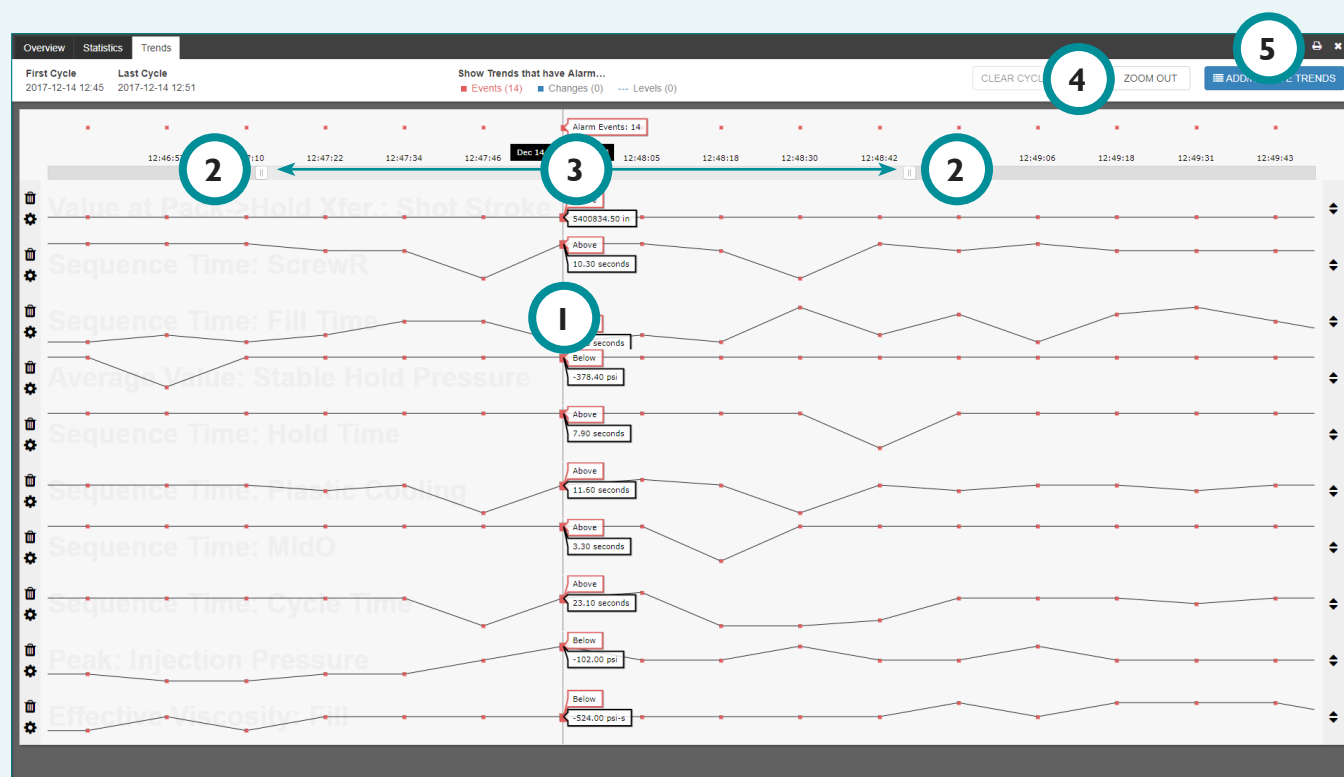 5
Overview Statistics Trends
First Cycle Last Cycle Show Trends that have Alarm...
2017-12-14 12:45 2017-12-14 12:51 Events (14) Changes (0) --- Levels (0)
CLEAR 4 ZOOM OUT TRENDS
Alarm Events: 14
Dec 14
12:47:22 12:47:34 12:47:46 12:48:05 12:48:18 12:48:30 12:48:42 12:49:06 12:49:18 12:49:31 12:49:43
2 3 2
Value at Pack->Hold Xfer.: Shot Stroke
5400834.50 in
Above
Sequence Time: ScrewR
10.30 seconds
1
Sequence Time: Fill Time
seconds
Below
Average Value: Stable Hold Pressure
-378.40 psi
Above
Sequence Time: Hold Time
7.90 seconds
Above
Sequence Time: Plastic Cooling
11.60 seconds
Above
Sequence Time: MldO
3.30 seconds
Above
Sequence Time: Cycle Time
23.10 seconds
Below
Peak: Injection Pressure
-102.00 psi
Below
Effective Viscosity: Fill
-524.00 psi-s